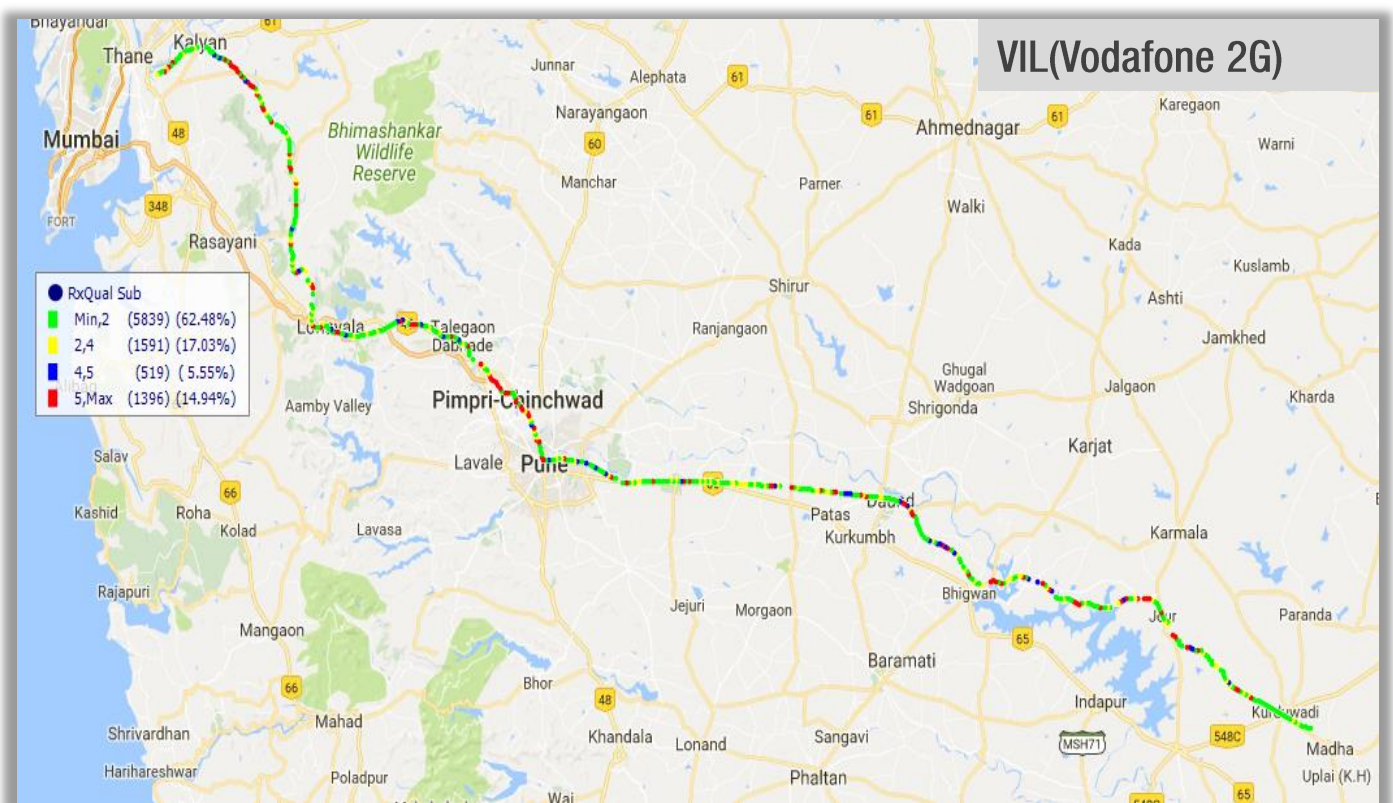 VIL(Vodafone 2G)
Bhayandar
61
Thane
Kalyan
Junnar
Alephata
61
Karegaon
Narayangaon
61
61
Ahmednagar
Mumbai
48
Bhimashankar
Wildlife
Reserve
60
Warni
Manchar
Parner
348
FORT
Walki
Rasayani
Kada
Kuslamb
Shirur
Ashti
RxQual Sub
Min,2 (5839) (62.48%)
2,4 (1591) (17.03%)
4,5 (519) ( 5.55%)
5,Max (1396) (14.94%)
Lonavala
Talegaon
Dabhade
Ranjangaon
Jamkhed
Ghugal
Wadgoan
Jalgaon
Aamby Valley
Pimpri-Chinchwad
Shrigonda
Kharda
Karjat
Salav
Lavale
Pune
66
Kashid
Roha
Kolad
Lavasa
Daund
Patas
Kurkumbh
Karmala
Rajapuri
Bhigwan
Jejuri
Morgaon
Jeur
Paranda
Mangaon
65
Baramati
66
Bhor
48
Indapur
Kurduwadi
Mahad
Shrivardhan
Khandala
Lonand
Sangavi
MSH71
548C
Madha
Harihareshwar
Poladpur
Phaltan
Uplai (K.H)
65
Wai